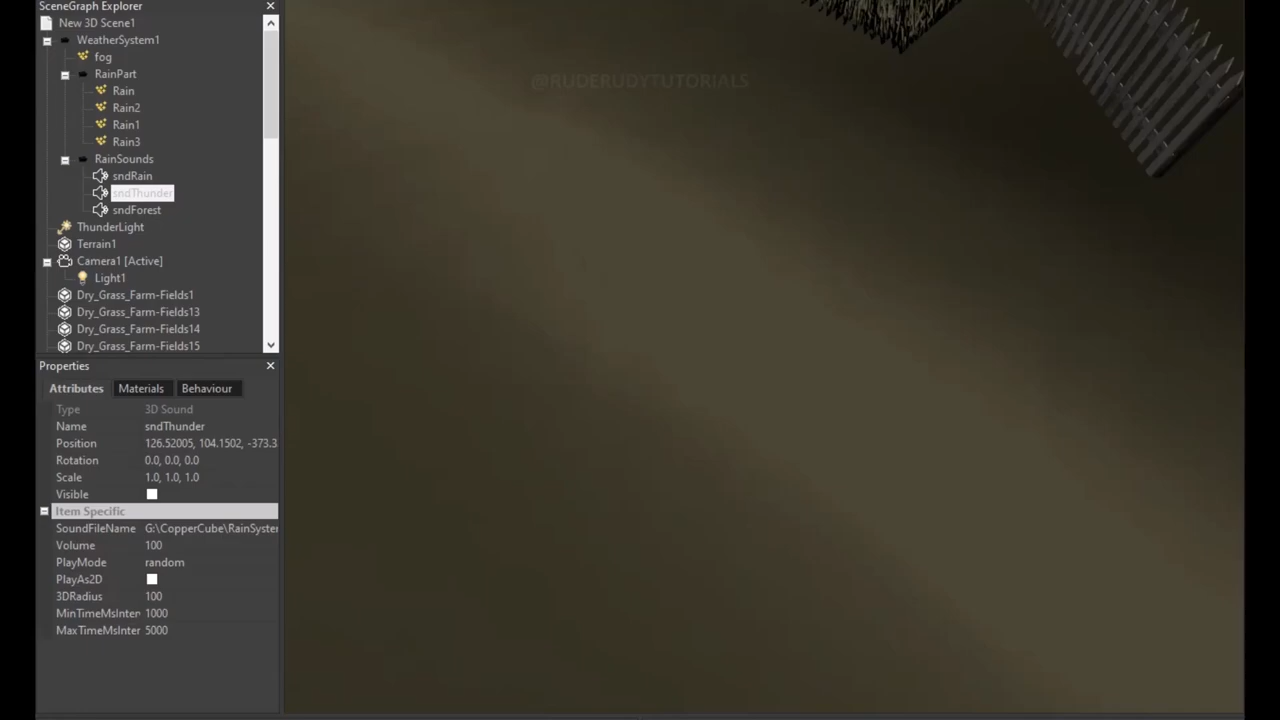 SceneGraph Explorer
New 3D Scene1
WeatherSystem1
fog
RainPart
Rain
Rain2
Rain1
Rain3
RainSounds
sndRain
sndThunder
sndForest
ThunderLight
Terrain1
Camera1 [Active]
Light1
Dry_Grass_Farm-Fields1
Dry_Grass_Farm-Fields13
Dry_Grass_Farm-Fields14
Dry_Grass_Farm-Fields15
Properties
Attributes Materials Behaviour
Type 3D Sound
Name sndThunder
Position 126.52005, 104.1502, -373.3
Rotation 0.0, 0.0, 0.0
Scale 1.0, 1.0, 1.0
Visible
Item Specific
SoundFileName G:\CopperCube\RainSyster
Volume 100
PlayMode random
PlayAs2D
3DRadius 100
MinTimeMsInter 1000
MaxTimeMsInter 5000
@RUDERUDYTUTORIALS